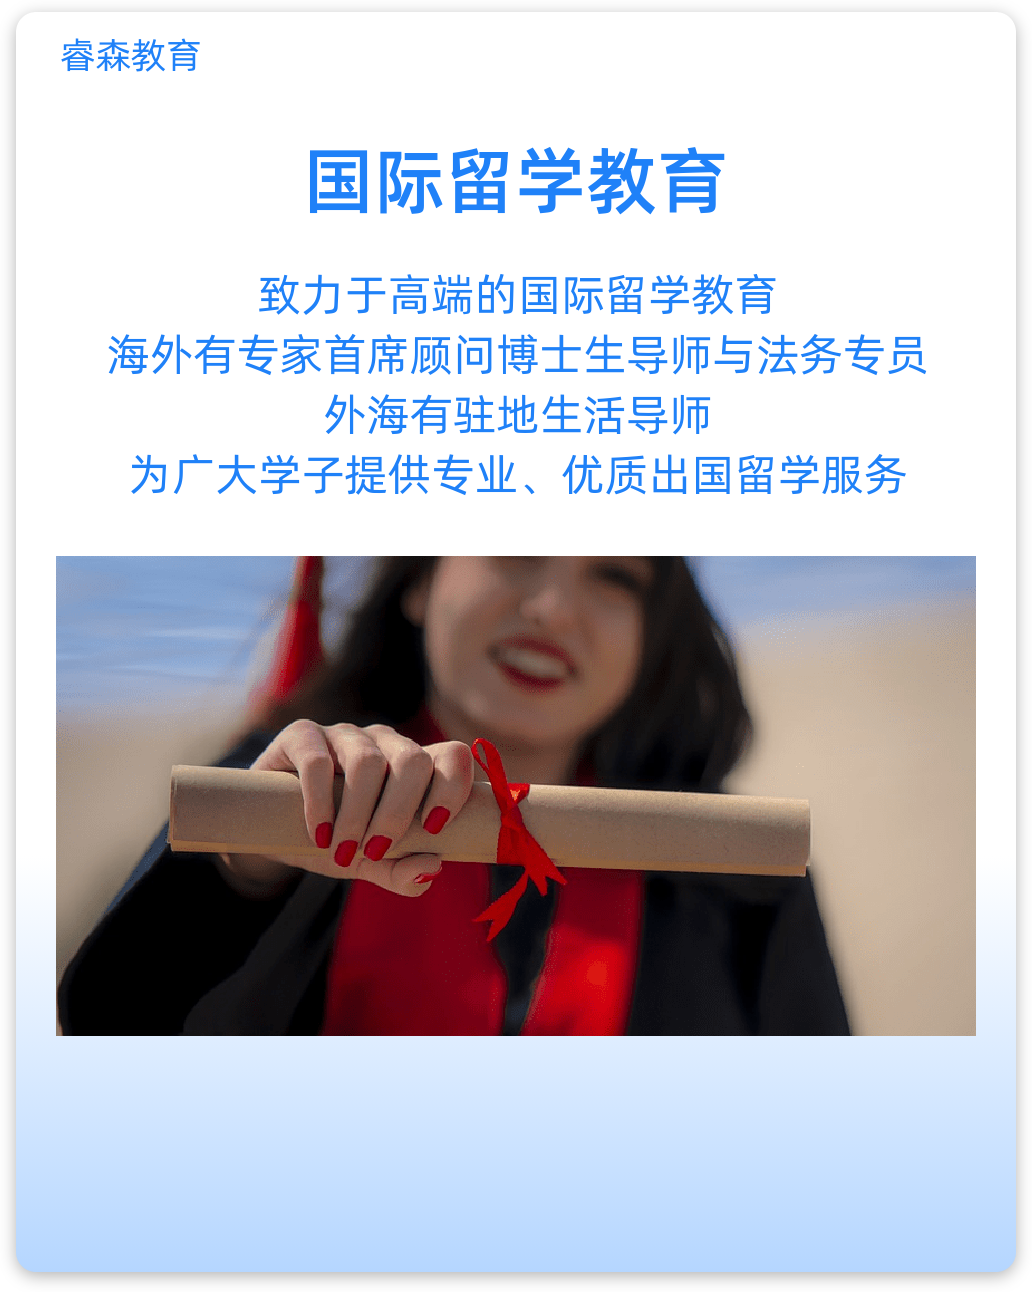 睿森教育
国际留学教育
致力于高端的国际留学教育
海外有专家首席顾问博士生导师与法务专员
外海有驻地生活导师
为广大学子提供专业、优质出国留学服务